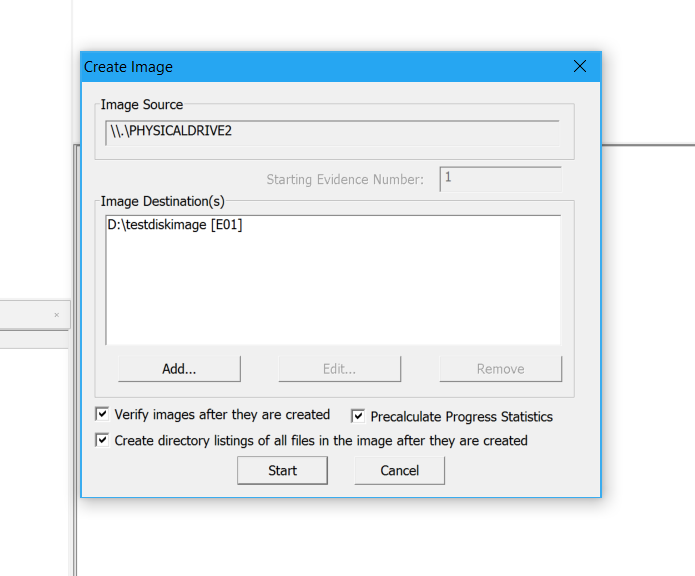 Create Image
Image Source
\\.\PHYSICALDRIVE2
Starting Evidence Number: 1
Image Destination(s)
D:\testdiskimage [E01]
Add... Edit... Remove
Verify images after they are created Precalculate Progress Statistics
Create directory listings of all files in the image after they are created
Start Cancel